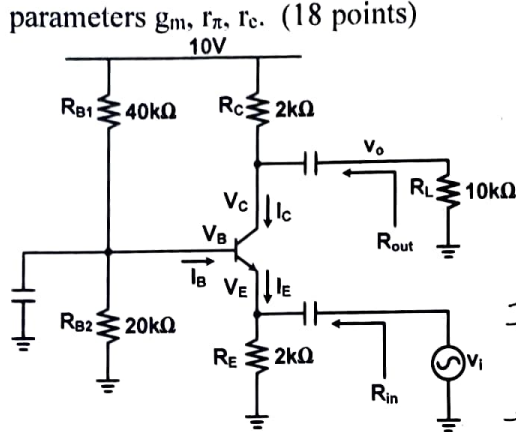 parameters gm, rπ, re. (18 points)
10V
RB1 40kΩ
RC 2kΩ
Vo
RL 10kΩ
VC IC
Rout
VB
IB VE IE
RB2 20kΩ
RE 2kΩ
Rin
Vi